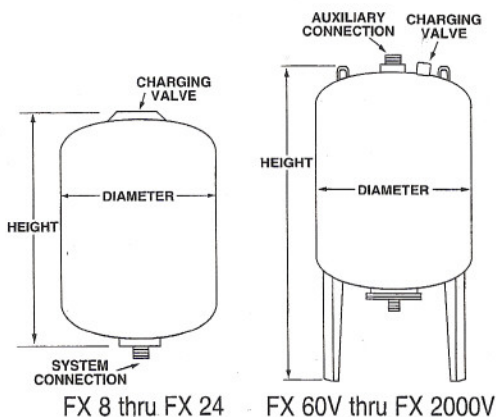 CHARGING
VALVE
DIAMETER
HEIGHT
SYSTEM
CONNECTION
FX 8 thru FX 24
AUXILIARY
CONNECTION
CHARGING
VALVE
HEIGHT
DIAMETER
FX 60V thru FX 2000V